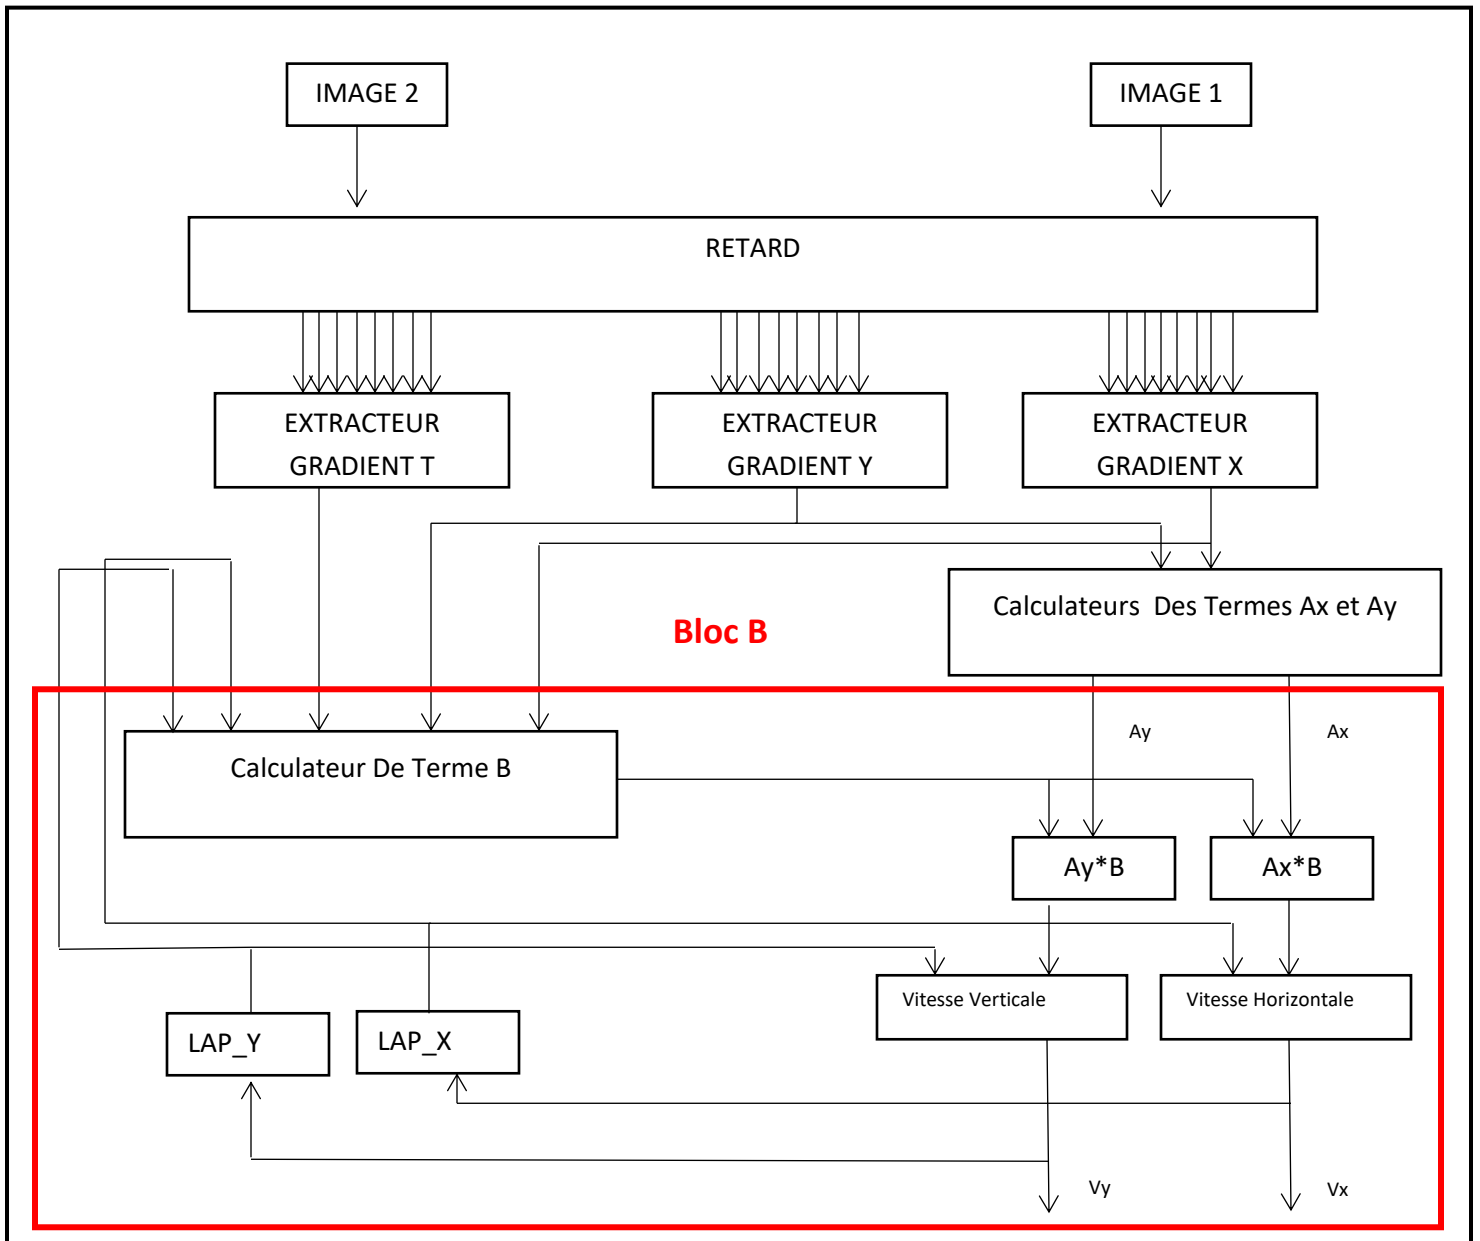 IMAGE 2
IMAGE 1
RETARD
EXTRACTEUR
GRADIENT T
EXTRACTEUR
GRADIENT Y
EXTRACTEUR
GRADIENT X
Calculateurs Des Termes Ax et Ay
Bloc B
Ay
Ax
Calculateur De Terme B
Ay*B
Ax*B
Vitesse Verticale
Vitesse Horizontale
LAP_Y
LAP_X
Vy
Vx